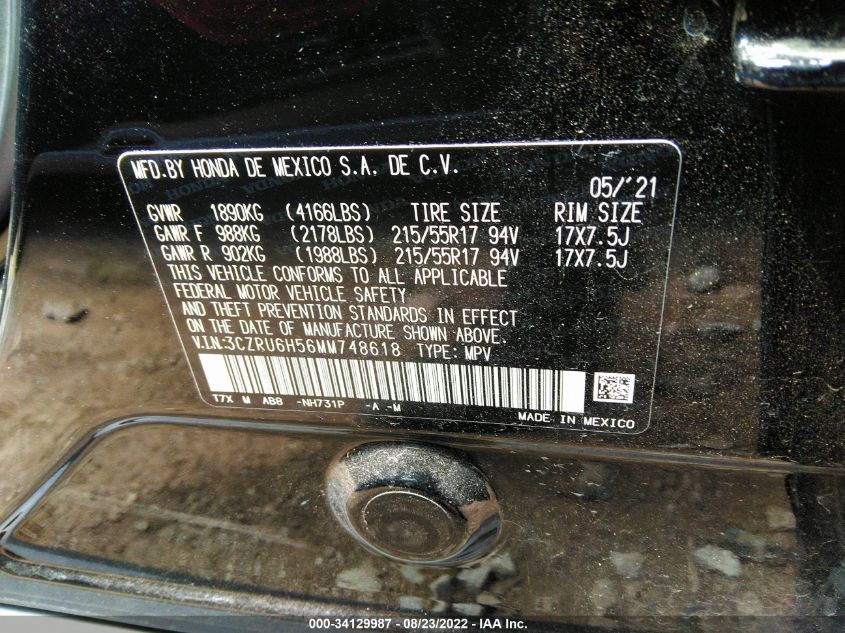 MFD.BY HONDA DE MEXICO S.A. DE C.V.
05/'21
GVWR 1890KG (4166LBS) TIRE SIZE RIM SIZE
GAWR F 988KG (2178LBS) 215/55R17 94V 17X7.5J
GAWR R 902KG (1988LBS) 215/55R17 94V 17X7.5J
THIS VEHICLE CONFORMS TO ALL APPLICABLE
FEDERAL MOTOR VEHICLE SAFETY
AND THEFT PREVENTION STANDARDS IN EFFECT
ON THE DATE OF MANUFACTURE SHOWN ABOVE.
V.IN:3CZRU6H56MM748618 TYPE: MPV
T7X M AB8 -NH731P -A -M
MADE IN MEXICO
000-34129987 - 08/23/2022 - IAAI.com